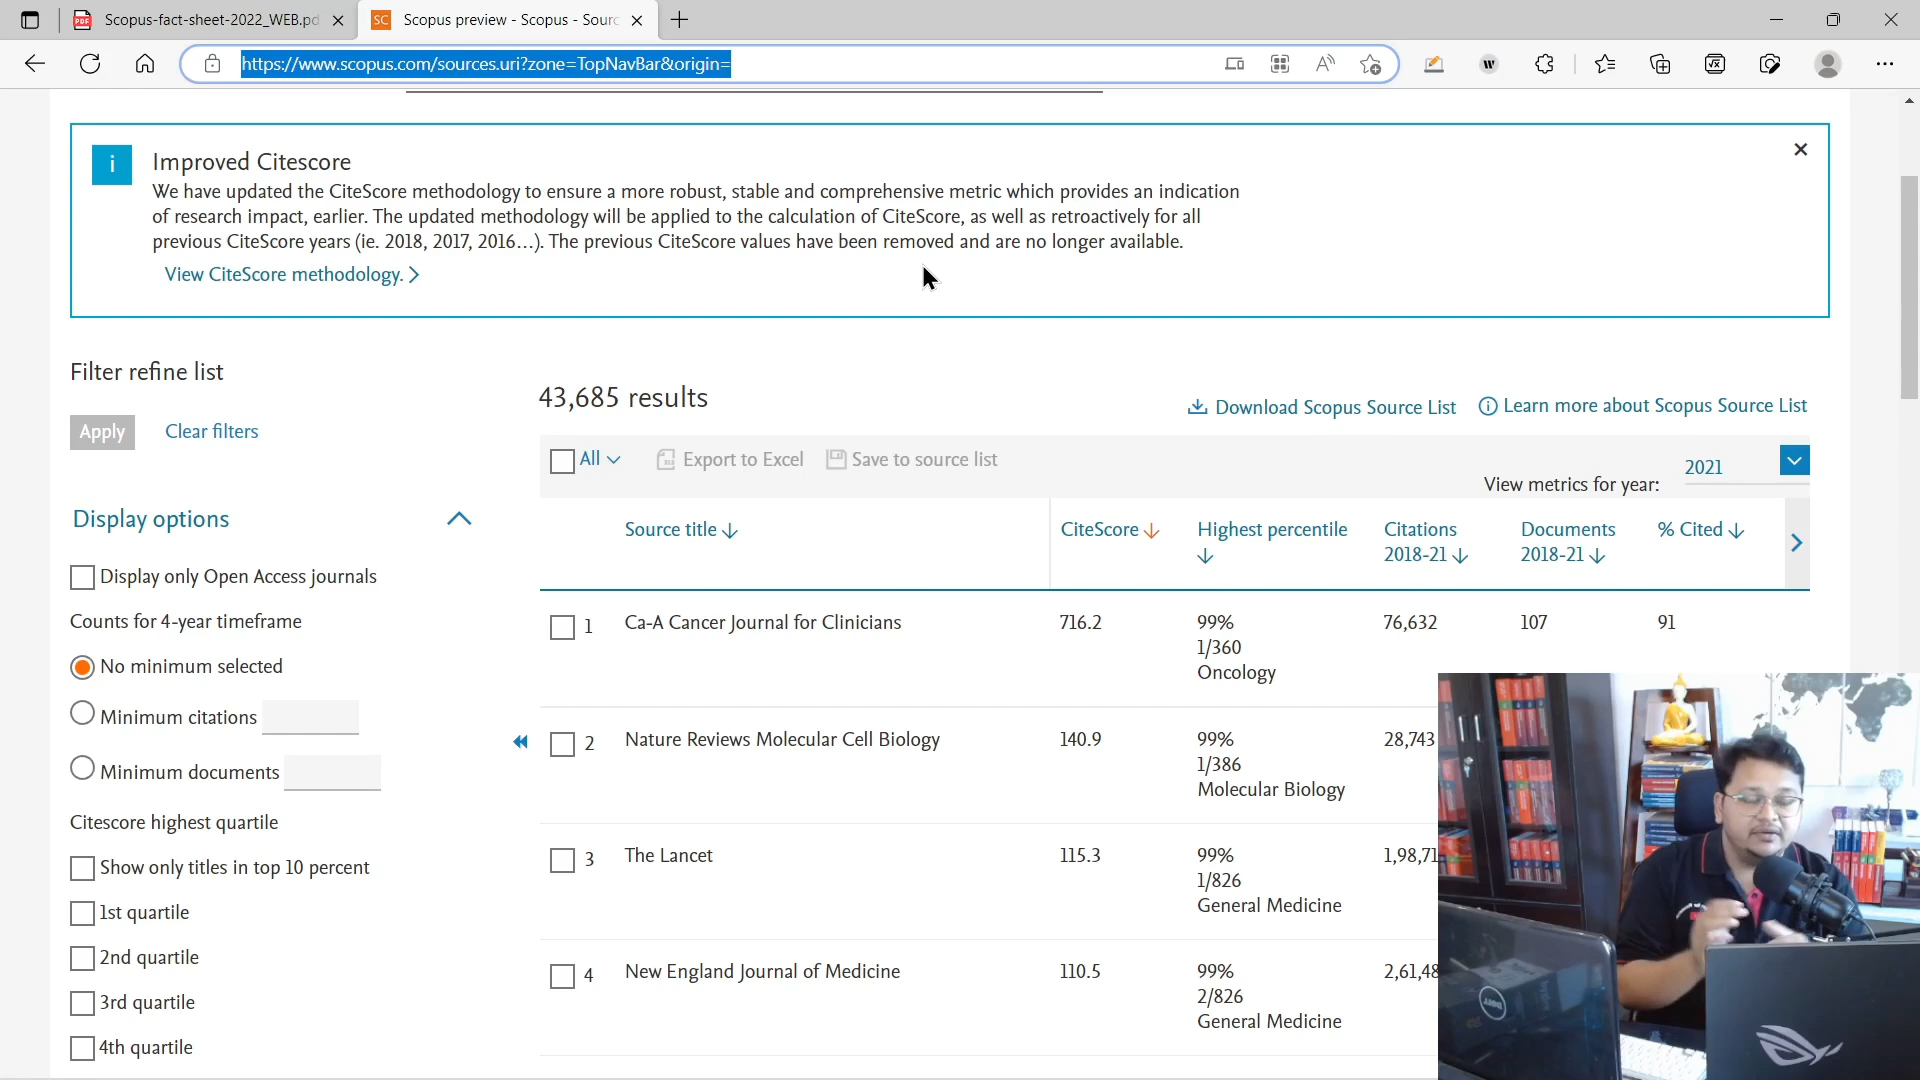 Scopus-fact-sheet-2022_WEB.pd
SC Scopus preview - Scopus - Sourc
https://www.scopus.com/sources.uri?zone=TopNavBar&origin=
i
Improved Citescore
We have updated the CiteScore methodology to ensure a more robust, stable and comprehensive metric which provides an indication
of research impact, earlier. The updated methodology will be applied to the calculation of CiteScore, as well as retroactively for all
previous CiteScore years (ie. 2018, 2017, 2016...). The previous CiteScore values have been removed and are no longer available.
View CiteScore methodology. >
Filter refine list
43,685 results
Download Scopus Source List
Learn more about Scopus Source List
Apply
Clear filters
All
Export to Excel
Save to source list
View metrics for year:
2021
Display options
Source title
CiteScore
Highest percentile
Citations
2018-21
Documents
2018-21
% Cited
Display only Open Access journals
Counts for 4-year timeframe
No minimum selected
Minimum citations
Minimum documents
Citescore highest quartile
Show only titles in top 10 percent
1st quartile
2nd quartile
3rd quartile
4th quartile
1 Ca-A Cancer Journal for Clinicians 716.2 99% 76,632 107 91
1/360
Oncology
2 Nature Reviews Molecular Cell Biology 140.9 99% 28,743
1/386
Molecular Biology
3 The Lancet 115.3 99% 1,98,71
1/826
General Medicine
4 New England Journal of Medicine 110.5 99% 2,61,48
2/826
General Medicine
DELL